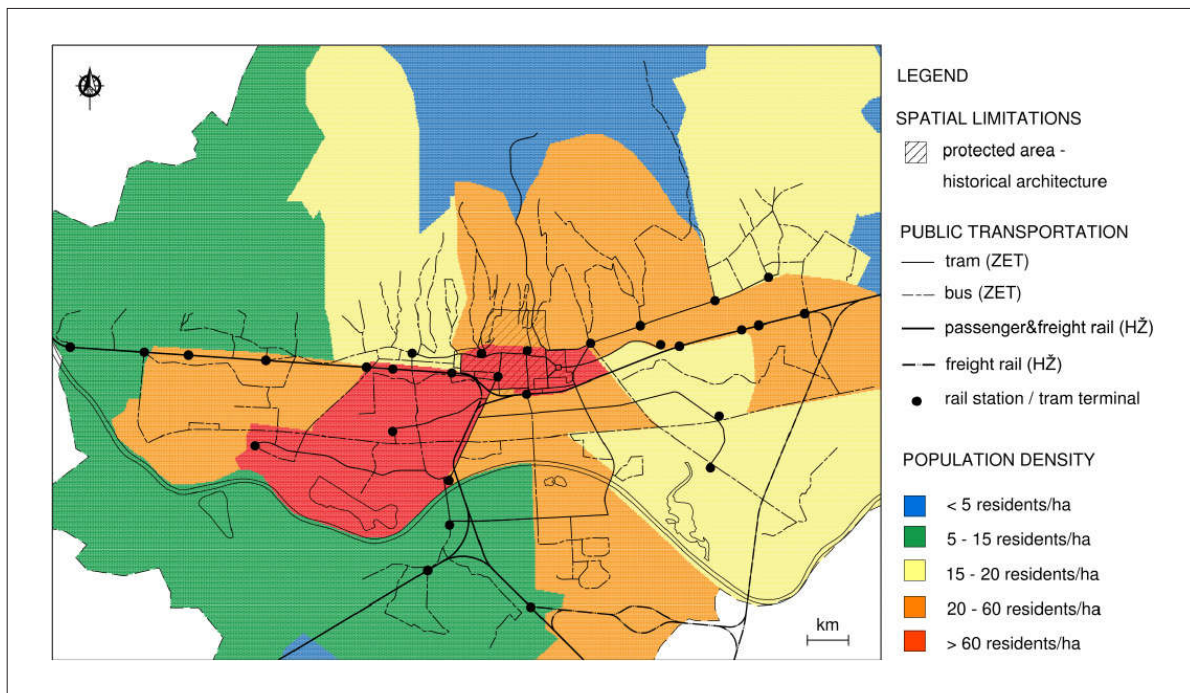 LEGEND
SPATIAL LIMITATIONS
protected area -
historical architecture
PUBLIC TRANSPORTATION
tram (ZET)
bus (ZET)
passenger&freight rail (HŽ)
freight rail (HŽ)
rail station / tram terminal
POPULATION DENSITY
< 5 residents/ha
5 - 15 residents/ha
15 - 20 residents/ha
20 - 60 residents/ha
> 60 residents/ha
km